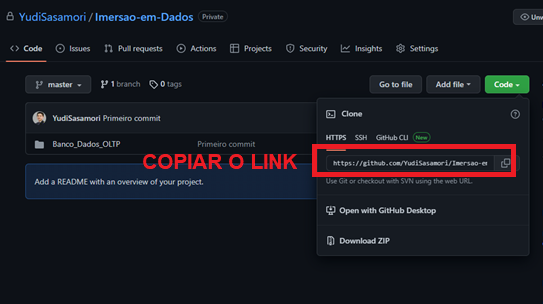 YudiSasamori / Imersao-em-Dados Private
Unw
Code Issues Pull requests Actions Projects Security Insights Settings
master 1 branch 0 tags Go to file Add file Code
YudiSasamori Primeiro commit
Banco_Dados_OLTP Primeiro commit
Add a README with an overview of your project.
Clone
HTTPS SSH GitHub CLI New
COPIAR O LINK
https://github.com/YudiSasamori/Imersao-em
Use Git or checkout with SVN using the web URL.
Open with GitHub Desktop
Download ZIP